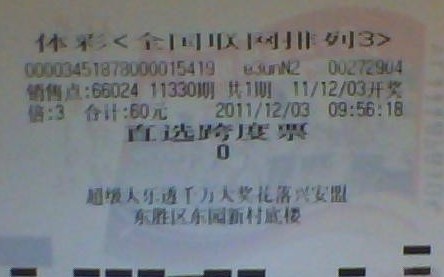 体彩<全国联网排列3>
00003451878000015419 e3unN2 00272904
销售点:66024 11330期 共1期 11/12/03开奖
倍:3 合计:60元 2011/12/03 09:56:18
直选跨度票
0
超级大乐透千万大奖花落兴安盟
东胜区东园新村底楼